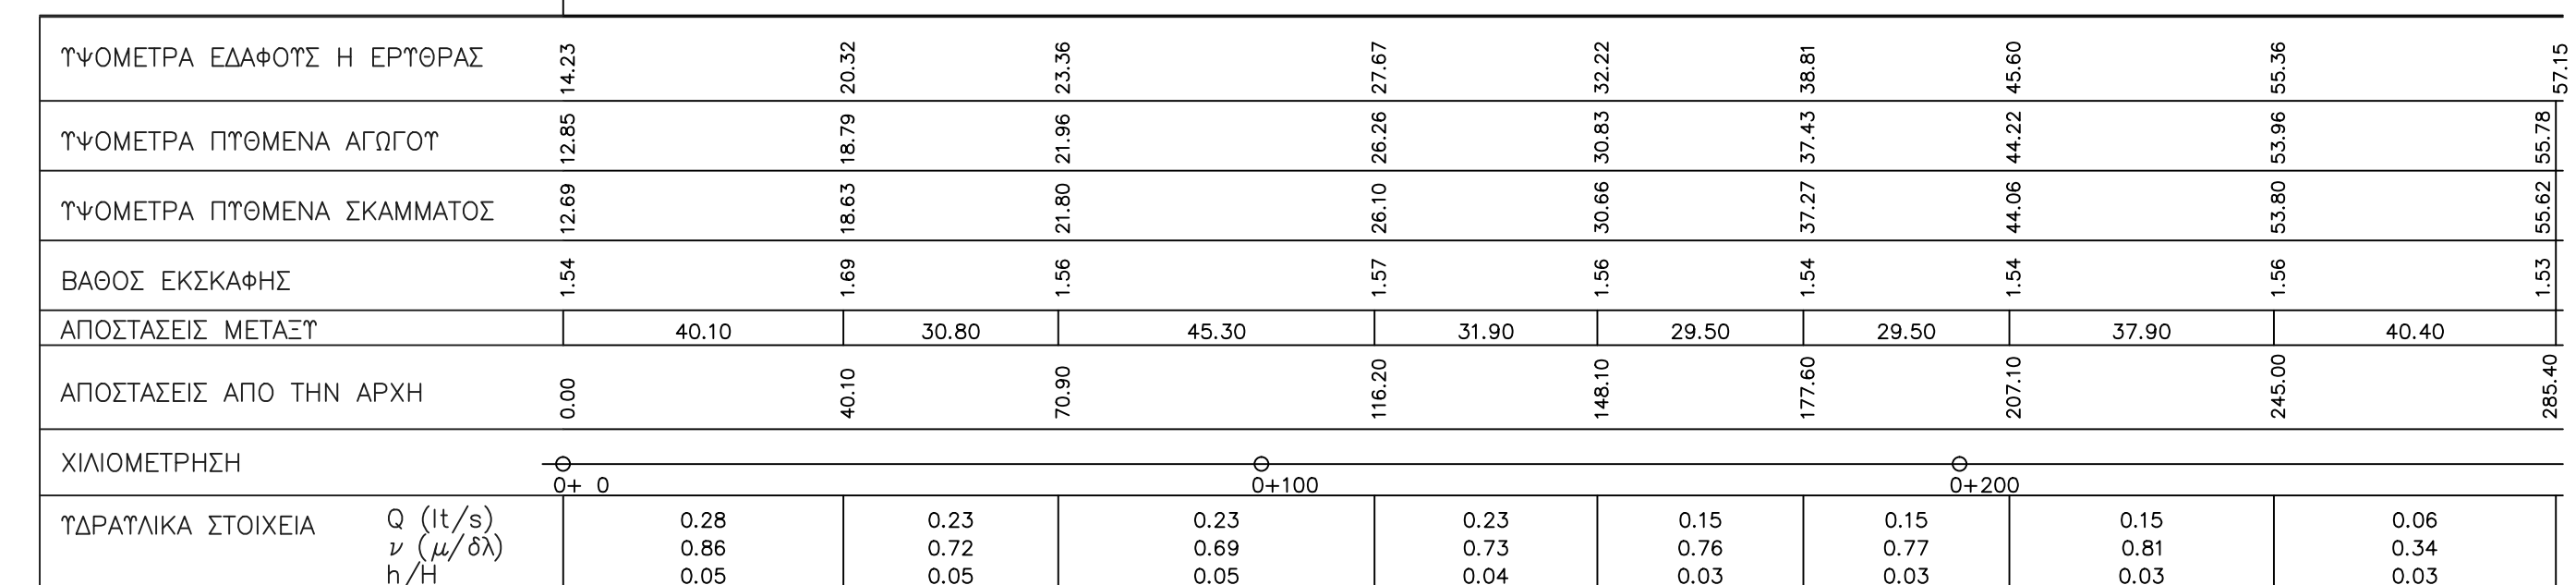 ΥΨΟΜΕΤΡΑ ΕΔΑΦΟΥΣ Η ΕΡΥΘΡΑΣ 14.23 20.32 23.36 27.67 32.22 38.81 45.60 55.36 57.15
ΥΨΟΜΕΤΡΑ ΠΥΘΜΕΝΑ ΑΓΩΓΟΥ 12.85 18.79 21.96 26.26 30.83 37.43 44.22 53.96 55.78
ΥΨΟΜΕΤΡΑ ΠΥΘΜΕΝΑ ΣΚΑΜΜΑΤΟΣ 12.69 18.63 21.80 26.10 30.66 37.27 44.06 53.80 55.62
ΒΑΘΟΣ ΕΚΣΚΑΦΗΣ 1.54 1.69 1.56 1.57 1.56 1.54 1.54 1.56 1.53
ΑΠΟΣΤΑΣΕΙΣ ΜΕΤΑΞΥ 40.10 30.80 45.30 31.90 29.50 29.50 37.90 40.40
ΑΠΟΣΤΑΣΕΙΣ ΑΠΟ ΤΗΝ ΑΡΧΗ 0.00 40.10 70.90 116.20 148.10 177.60 207.10 245.00 285.40
ΧΙΛΙΟΜΕΤΡΗΣΗ
0+ 0 0+100 0+200
ΥΔΡΑΥΛΙΚΑ ΣΤΟΙΧΕΙΑ Q (lt/s) 0.28 0.23 0.23 0.23 0.15 0.15 0.15 0.06
ν (μ/δλ) 0.86 0.72 0.69 0.73 0.76 0.77 0.81 0.34
h/H 0.05 0.05 0.05 0.04 0.03 0.03 0.03 0.03